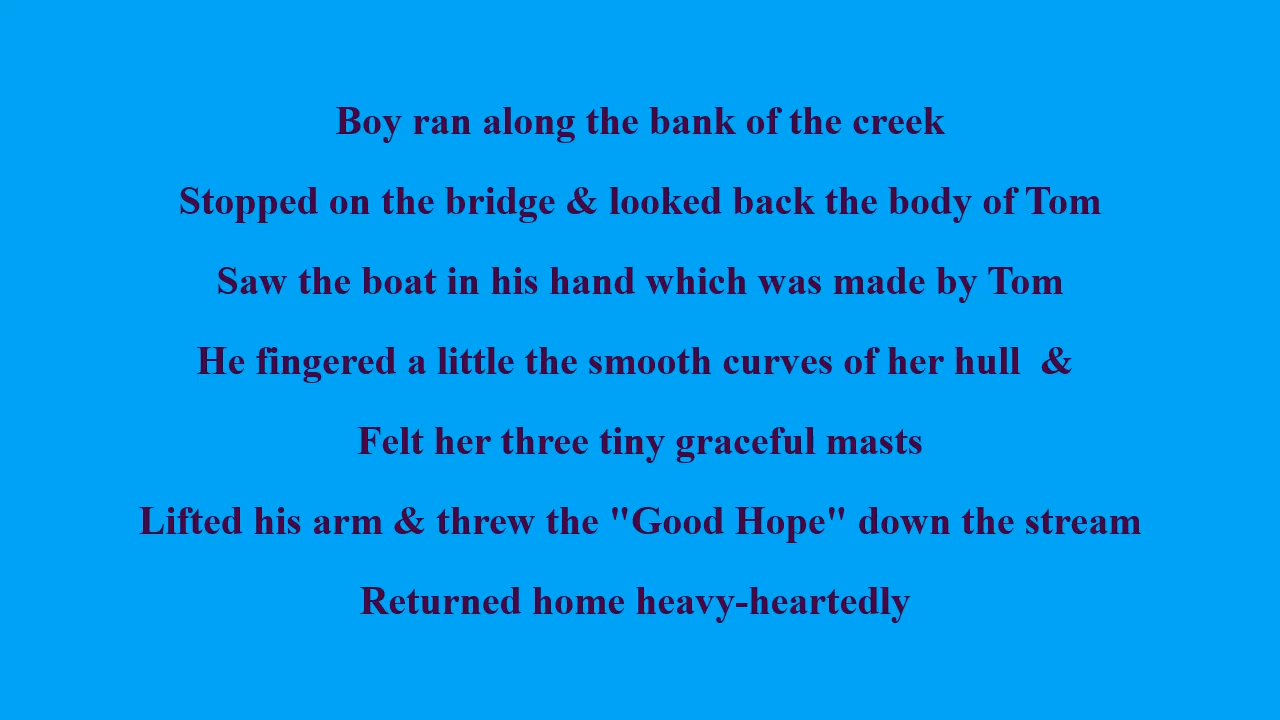 Boy ran along the bank of the creek
Stopped on the bridge & looked back the body of Tom
Saw the boat in his hand which was made by Tom
He fingered a little the smooth curves of her hull  &
Felt her three tiny graceful masts
Lifted his arm & threw the "Good Hope" down the stream
Returned home heavy-heartedly